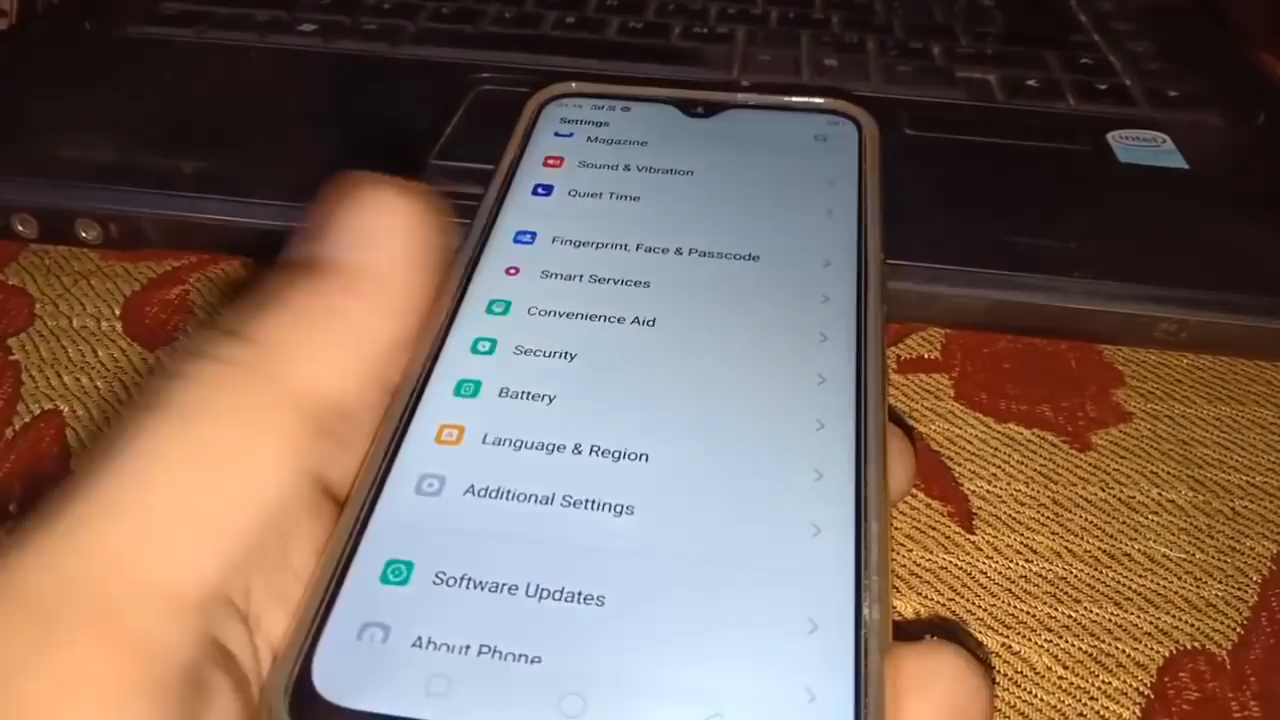 Settings
Magazine
Sound & Vibration
Quiet Time
Fingerprint, Face & Passcode
Smart Services
Convenience Aid
Security
Battery
Language & Region
Additional Settings
Software Updates
About Phone
intel